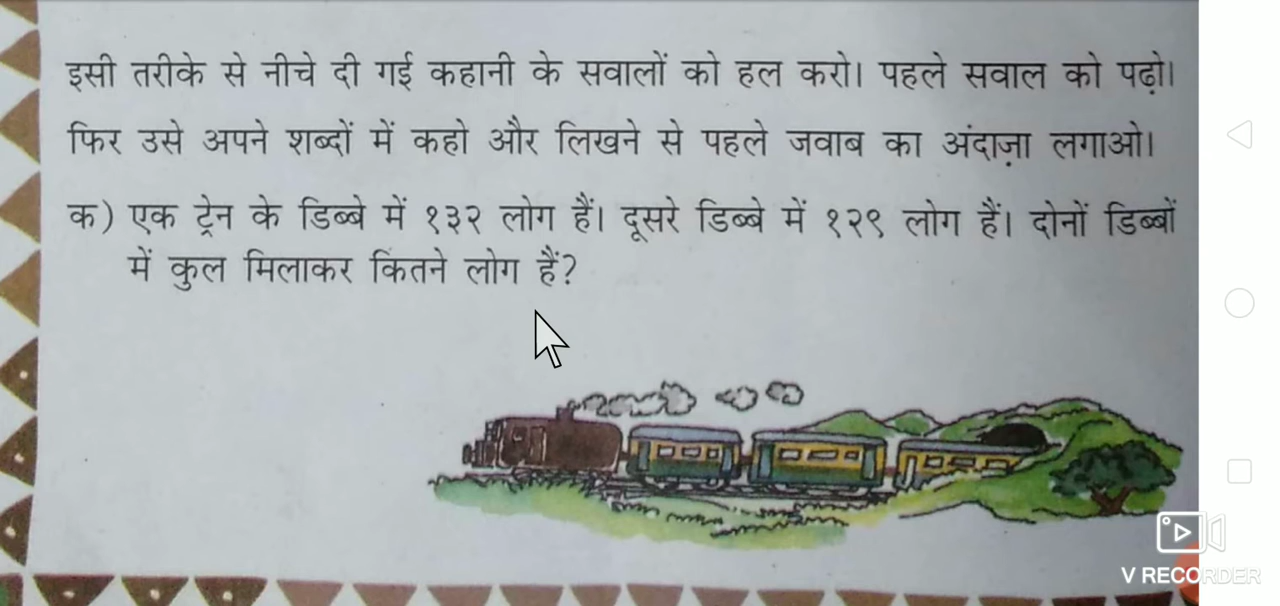 इसी तरीके से नीचे दी गई कहानी के सवालों को हल करो। पहले सवाल को पढ़ो।
फिर उसे अपने शब्दों में कहो और लिखने से पहले जवाब का अंदाज़ा लगाओ।
क) एक ट्रेन के डिब्बे में १३२ लोग हैं। दूसरे डिब्बे में १२९ लोग हैं। दोनों डिब्बों
में कुल मिलाकर कितने लोग हैं?
V RECORDER